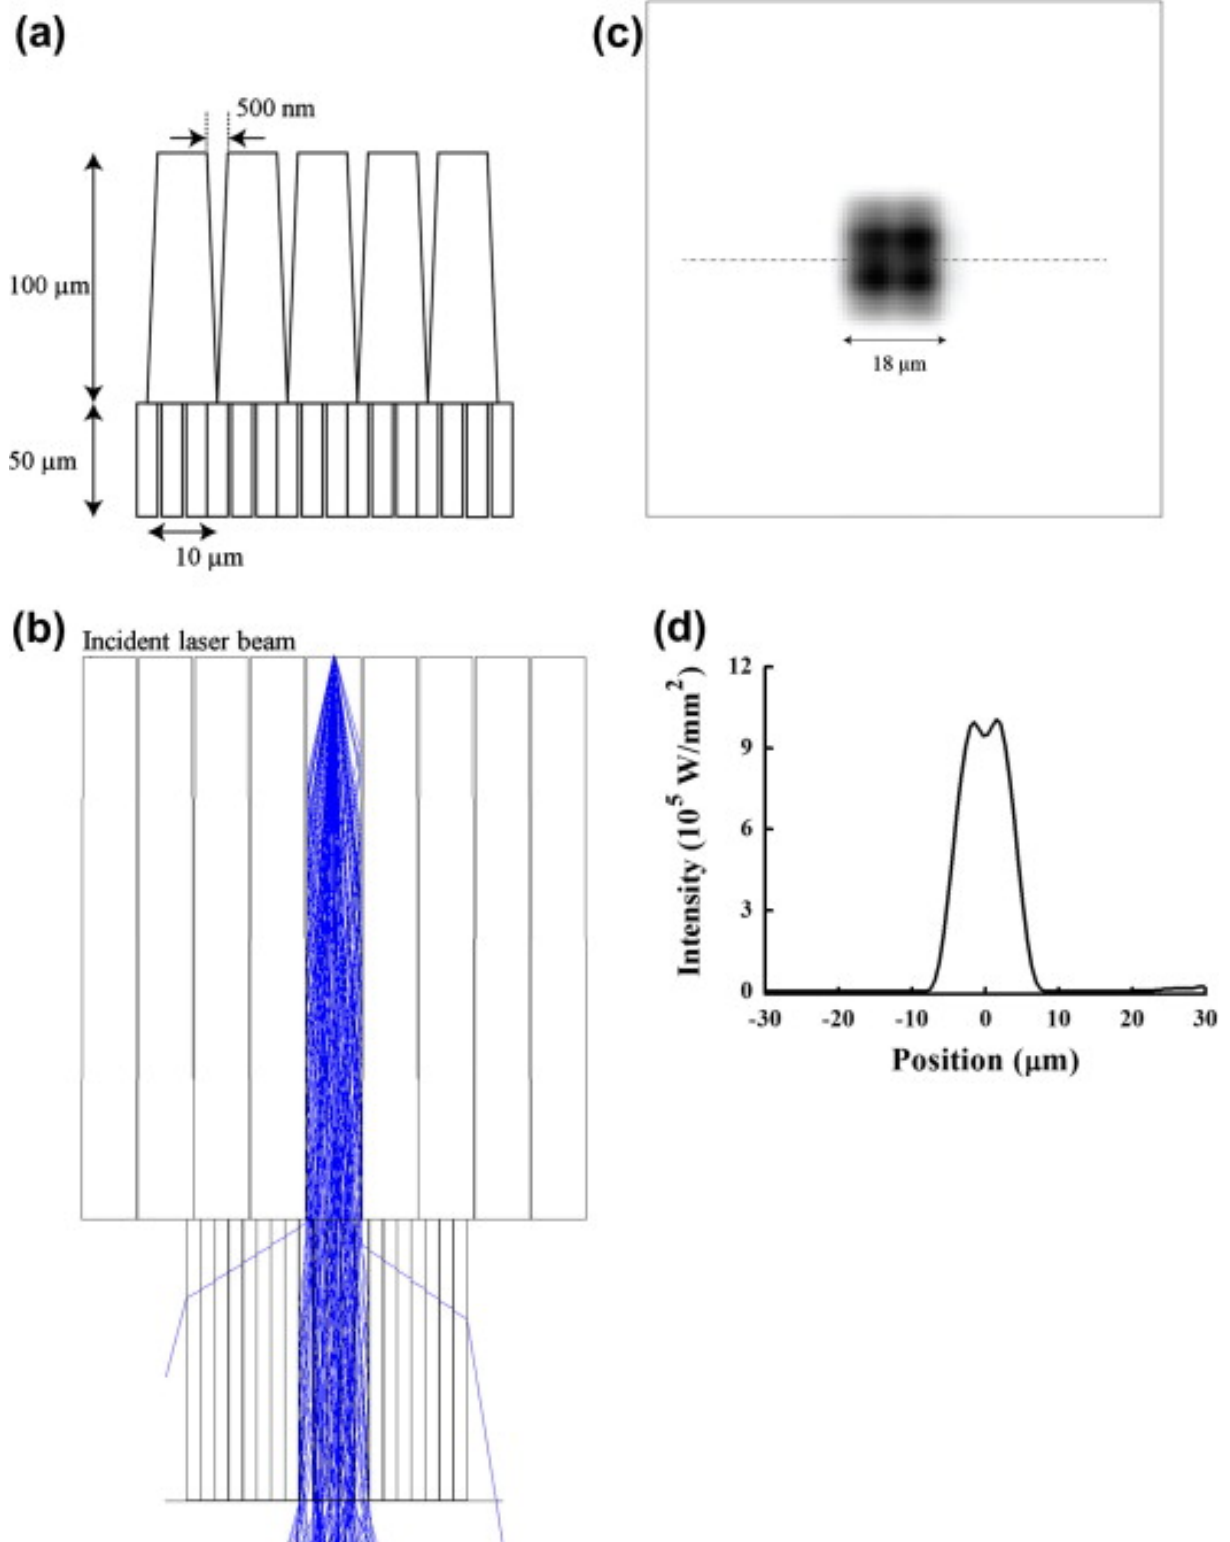 (a)
500 nm
100 μm
50 μm
10 μm
(c)
18 μm
(b)
Incident laser beam
(d)
Intensity (10⁵ W/mm²)
12
9
6
3
0
-30 -20 -10 0 10 20 30
Position (μm)